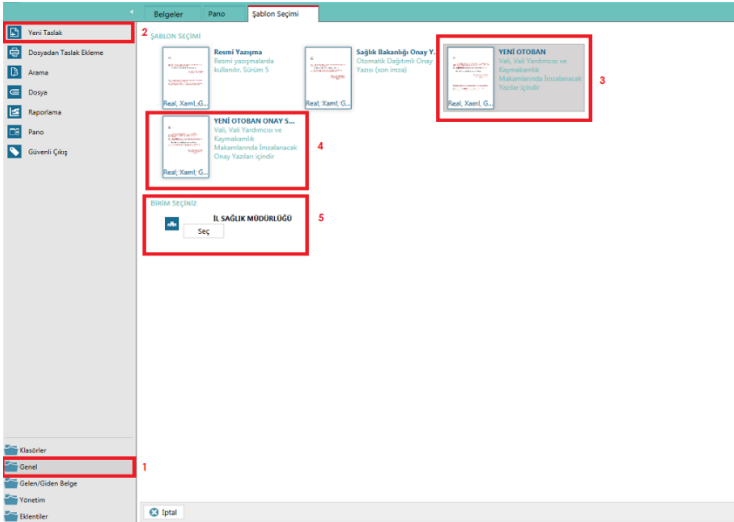 Belgeler
Pano
Şablon Seçimi
Yeni Taslak
2
Dosyadan Taslak Ekleme
Arama
Dosya
Raporlama
Pano
Güvenli Çıkış
ŞABLON SEÇİMİ
Resmi Yazışma
Resmi yazışmalarda
kullanılır. Sürüm 5
Real; Xaml; G...
Sağlık Bakanlığı Onay Y...
Otomatik Dağıtımlı Onay
Yazısı (son imza)
Real; Xaml; G...
YENİ OTOBAN
Vali, Vali Yardımcısı ve
Kaymakamlık
Makamlarında İmzalanacak
Yazılar içindir
Real; Xaml; G...
3
YENİ OTOBAN ONAY S...
Vali, Vali Yardımcısı ve
Kaymakamlık
Makamlarında İmzalanacak
Onay Yazıları içindir
Real; Xaml; G...
4
BİRİM SEÇİNİZ
İL SAĞLIK MÜDÜRLÜĞÜ
Seç
5
Klasörler
Genel
1
Gelen/Giden Belge
Yönetim
Eklentiler
İptal